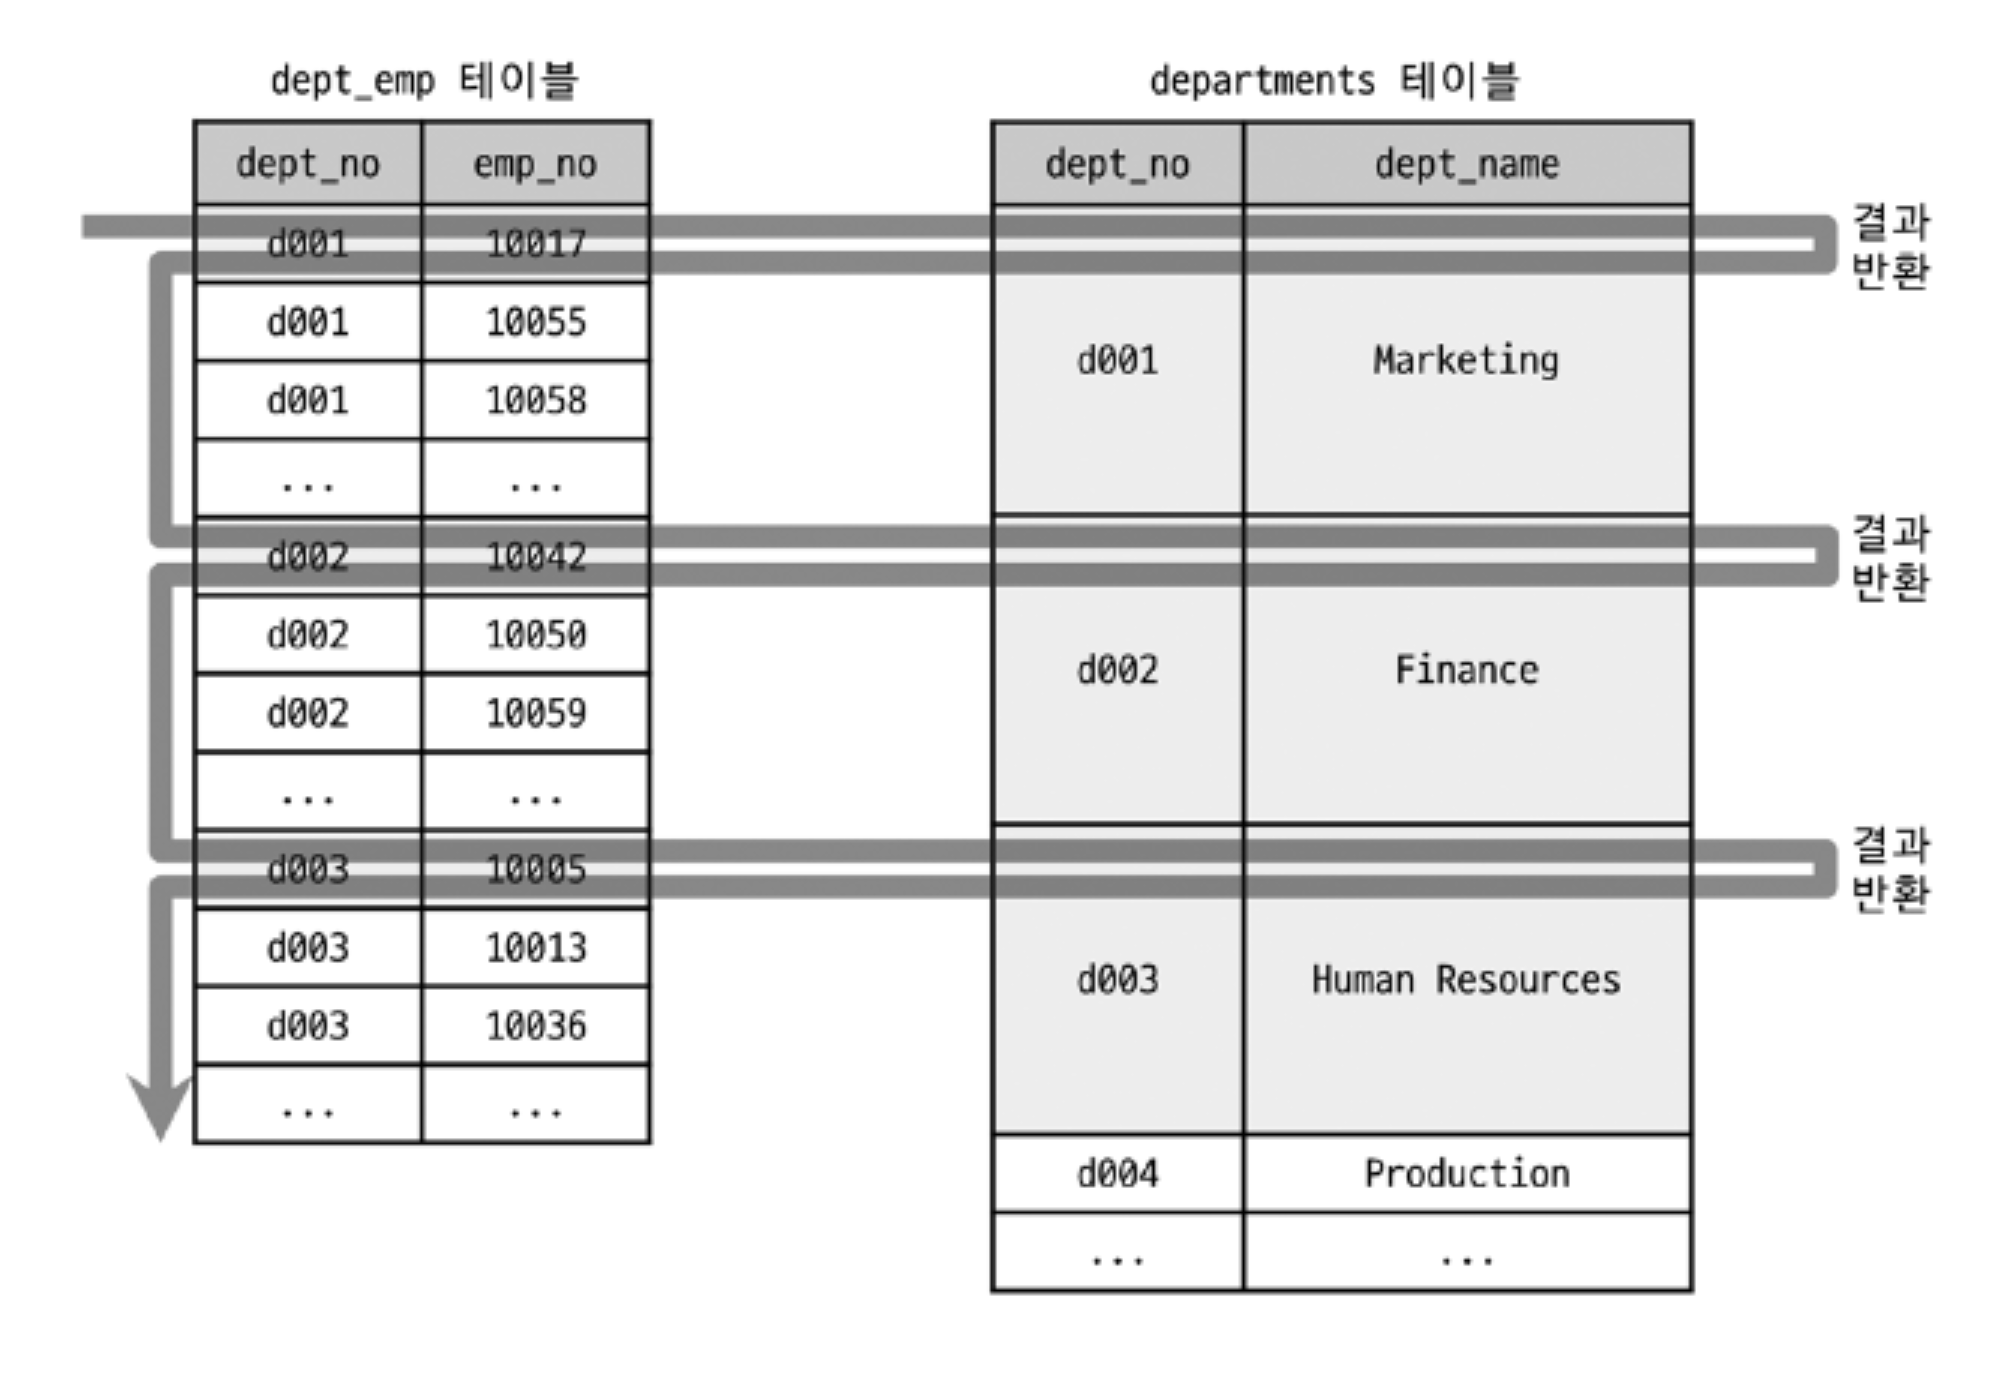 dept_emp 테이블
dept_no emp_no
d001 10017
d001 10055
d001 10058
... ...
d002 10042
d002 10050
d002 10059
... ...
d003 10005
d003 10013
d003 10036
... ...
departments 테이블
dept_no dept_name
d001 Marketing
d002 Finance
d003 Human Resources
d004 Production
... ...
결과
반환
결과
반환
결과
반환